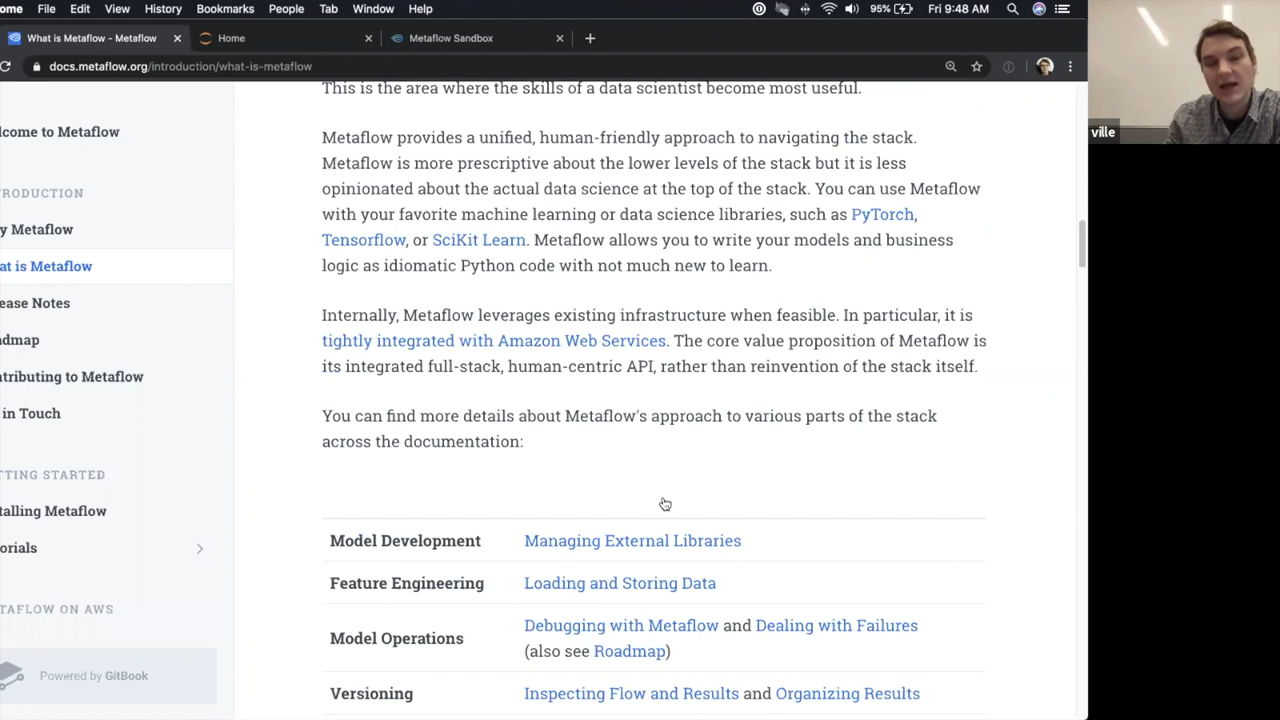 ome File Edit View History Bookmarks People Tab Window Help 95% Fri 9:48 AM
What is Metaflow - Metaflow Home Metaflow Sandbox
docs.metaflow.org/introduction/what-is-metaflow
ville
lcome to Metaflow
RODUCTION
y Metaflow
at is Metaflow
ease Notes
admap
ntributing to Metaflow
in Touch
TTING STARTED
talling Metaflow
orials
TAFLOW ON AWS
Powered by GitBook
This is the area where the skills of a data scientist become most useful.
Metaflow provides a unified, human-friendly approach to navigating the stack.
Metaflow is more prescriptive about the lower levels of the stack but it is less
opinionated about the actual data science at the top of the stack. You can use Metaflow
with your favorite machine learning or data science libraries, such as PyTorch,
Tensorflow, or SciKit Learn. Metaflow allows you to write your models and business
logic as idiomatic Python code with not much new to learn.
Internally, Metaflow leverages existing infrastructure when feasible. In particular, it is
tightly integrated with Amazon Web Services. The core value proposition of Metaflow is
its integrated full-stack, human-centric API, rather than reinvention of the stack itself.
You can find more details about Metaflow's approach to various parts of the stack
across the documentation:
Model Development Managing External Libraries
Feature Engineering Loading and Storing Data
Model Operations Debugging with Metaflow and Dealing with Failures
(also see Roadmap)
Versioning Inspecting Flow and Results and Organizing Results